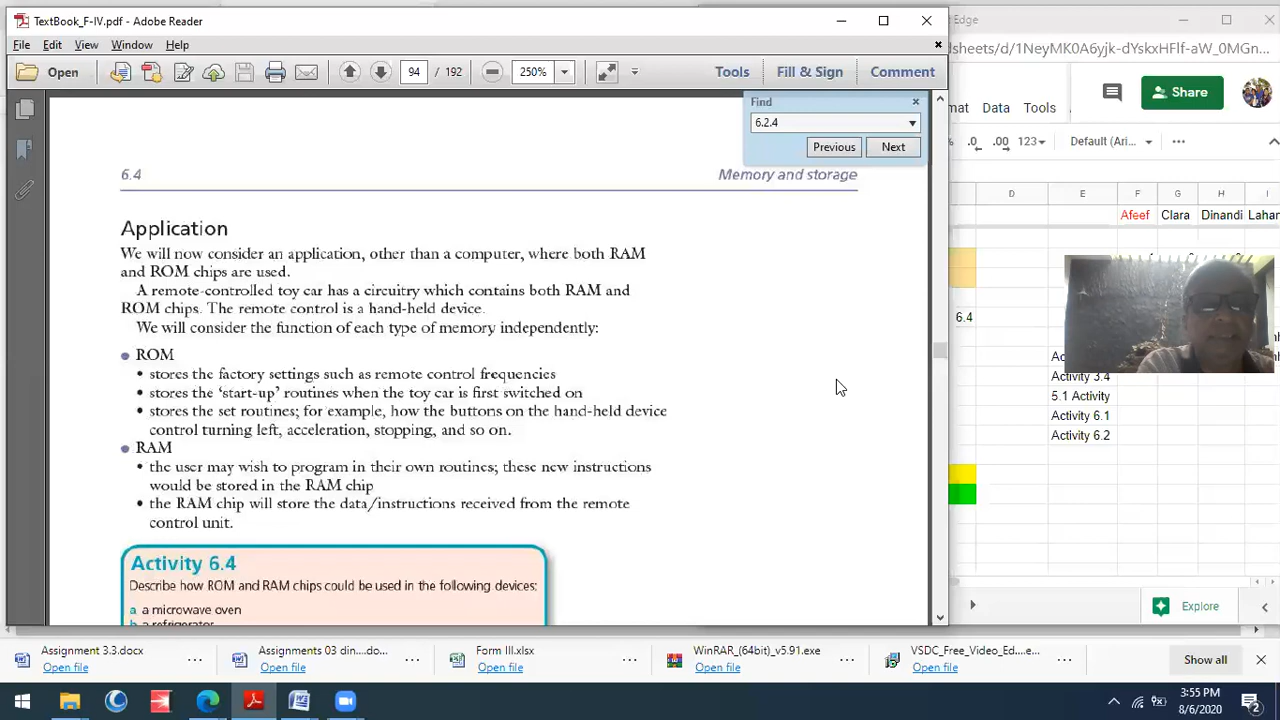 TextBook_F-IV.pdf - Adobe Reader
Edge
File Edit View Window Help
dsheets/d/1NeyMK0A6yjk-dYskxHFlf-aW_0MGn...
Open 94 / 192 250% Tools Fill & Sign Comment
Share
mat Data Tools
Find
6.2.4
Previous Next
% .0 .00 123 Default (Ari... ...
6.4 Memory and storage
D E F G H I
Afeef Clara Dinandi Lahar
Application
We will now consider an application, other than a computer, where both RAM
and ROM chips are used.
A remote-controlled toy car has a circuitry which contains both RAM and
ROM chips. The remote control is a hand-held device.
We will consider the function of each type of memory independently:
• ROM
• stores the factory settings such as remote control frequencies
• stores the ‘start-up’ routines when the toy car is first switched on
• stores the set routines; for example, how the buttons on the hand-held device
control turning left, acceleration, stopping, and so on.
• RAM
• the user may wish to program in their own routines; these new instructions
would be stored in the RAM chip
• the RAM chip will store the data/instructions received from the remote
control unit.
Activity 6.4
Describe how ROM and RAM chips could be used in the following devices:
a a microwave oven
b a refrigerator
6.4
Activity 3.4
5.1 Activity
Activity 6.1
Activity 6.2
Explore
Assignment 3.3.docx
Open file
Assignments 03 din....do...
Open file
Form III.xlsx
Open file
WinRAR_(64bit)_v5.91.exe
Open file
VSDC_Free_Video_Ed....e...
Open file
Show all
3:55 PM
8/6/2020
2